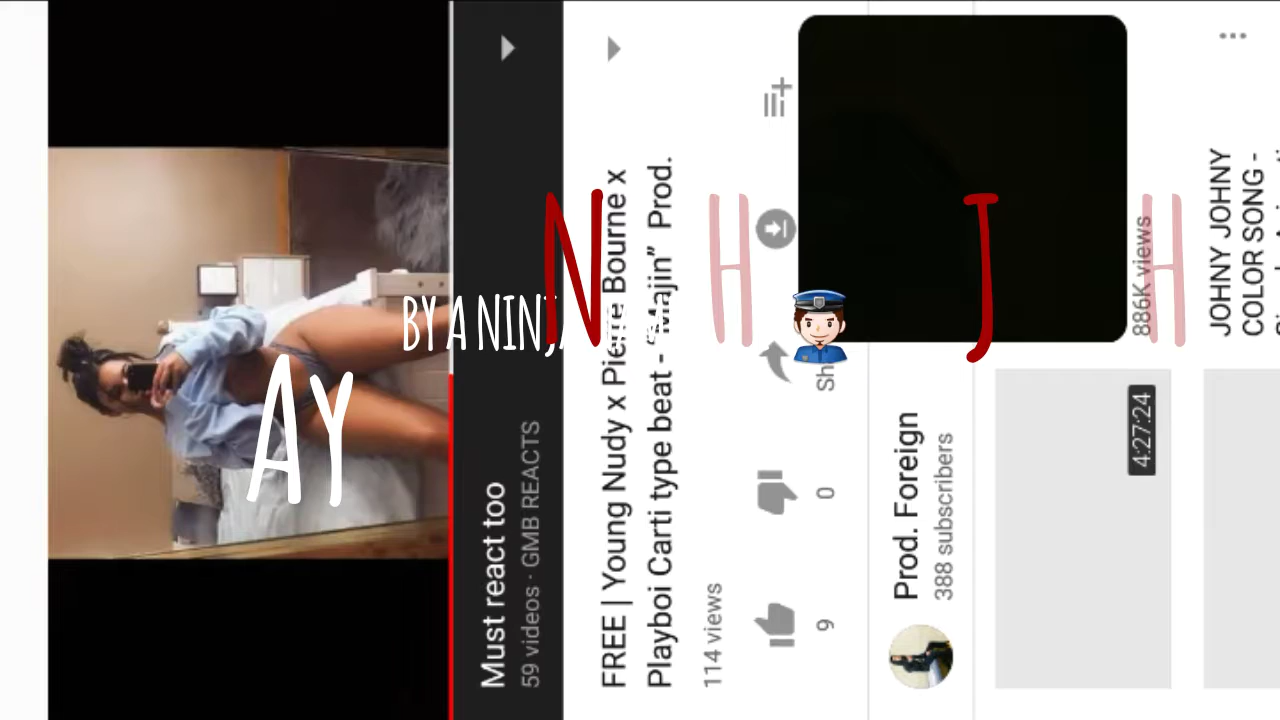 AY
BY A NINJA
N H J H
Must react too
59 videos · GMB REACTS
FREE | Young Nudy x Pierre Bourne x
Playboi Carti type beat - “Majin” Prod.
114 views
9
0
Sh
Prod. Foreign
388 subscribers
4:27:24
886K views
JOHNY JOHNY
COLOR SONG -